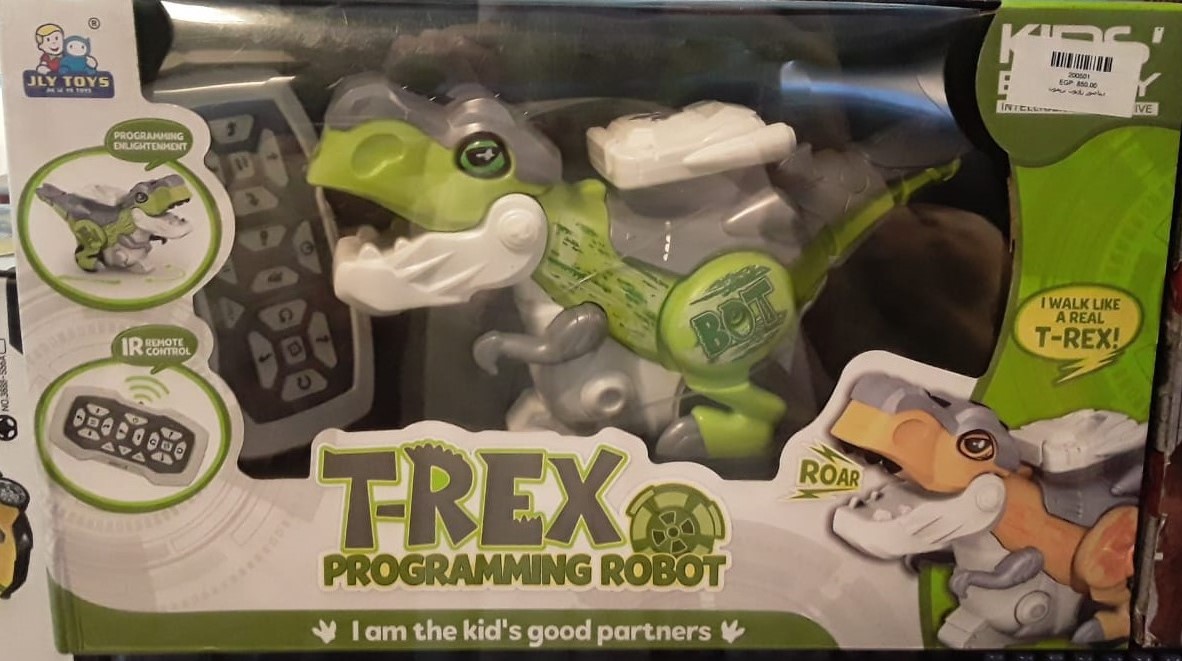 ®
JLY TOYS
PROGRAMMING
ENLIGHTENMENT
IR REMOTE
CONTROL
BOT
KIDS'
200501
EGP 850.00
I WALK LIKE
A REAL
T-REX!
ROAR
T-REX
PROGRAMMING ROBOT
I am the kid's good partners